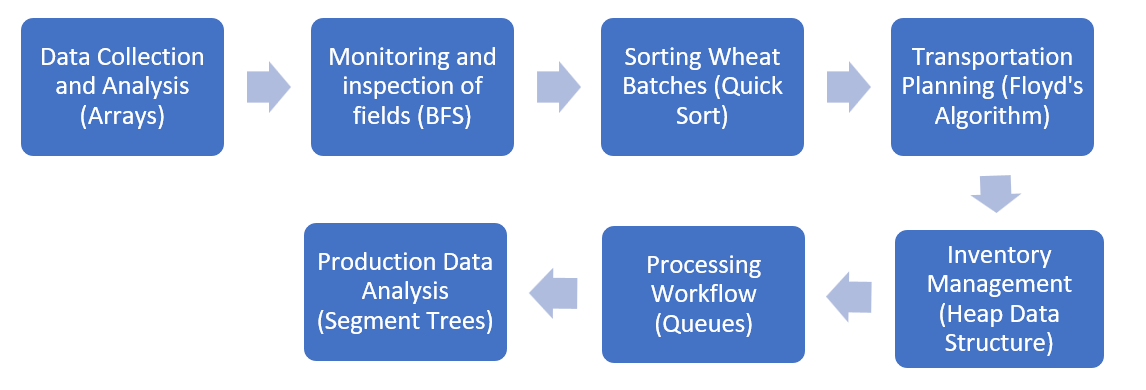 Data Collection
and Analysis
(Arrays)
Monitoring and
inspection of
fields (BFS)
Sorting Wheat
Batches (Quick
Sort)
Transportation
Planning (Floyd's
Algorithm)
Inventory
Management
(Heap Data
Structure)
Processing
Workflow
(Queues)
Production Data
Analysis
(Segment Trees)